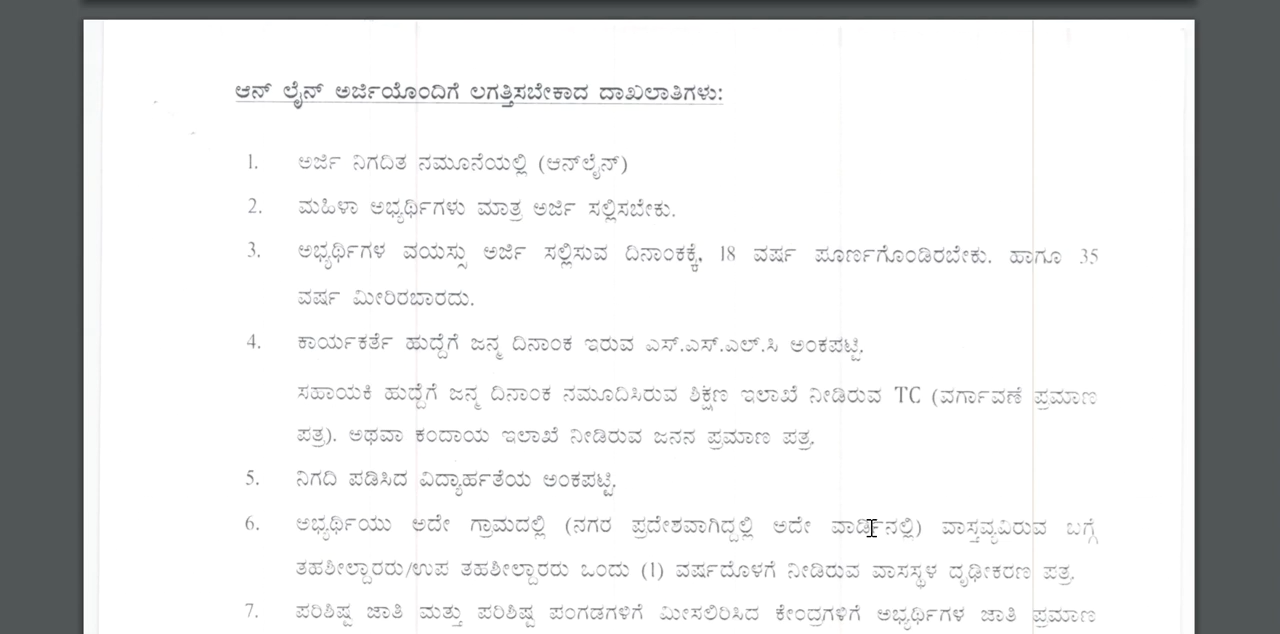 ಆನ್ ಲೈನ್ ಅರ್ಜಿಯೊಂದಿಗೆ ಲಗತ್ತಿಸಬೇಕಾದ ದಾಖಲಾತಿಗಳು:
1. ಅರ್ಜಿ ನಿಗದಿತ ನಮೂನೆಯಲ್ಲಿ (ಆನ್‌ಲೈನ್)
2. ಮಹಿಳಾ ಅಭ್ಯರ್ಥಿಗಳು ಮಾತ್ರ ಅರ್ಜಿ ಸಲ್ಲಿಸಬೇಕು.
3. ಅಭ್ಯರ್ಥಿಗಳ ವಯಸ್ಸು ಅರ್ಜಿ ಸಲ್ಲಿಸುವ ದಿನಾಂಕಕ್ಕೆ, 18 ವರ್ಷ ಪೂರ್ಣಗೊಂಡಿರಬೇಕು. ಹಾಗೂ 35
ವರ್ಷ ಮೀರಿರಬಾರದು.
4. ಕಾರ್ಯಕರ್ತೆ ಹುದ್ದೆಗೆ ಜನ್ಮ ದಿನಾಂಕ ಇರುವ ಎಸ್.ಎಸ್.ಎಲ್.ಸಿ ಅಂಕಪಟ್ಟಿ.
ಸಹಾಯಕಿ ಹುದ್ದೆಗೆ ಜನ್ಮ ದಿನಾಂಕ ನಮೂದಿಸಿರುವ ಶಿಕ್ಷಣ ಇಲಾಖೆ ನೀಡಿರುವ TC (ವರ್ಗಾವಣೆ ಪ್ರಮಾಣ
ಪತ್ರ). ಅಥವಾ ಕಂದಾಯ ಇಲಾಖೆ ನೀಡಿರುವ ಜನನ ಪ್ರಮಾಣ ಪತ್ರ.
5. ನಿಗದಿ ಪಡಿಸಿದ ವಿದ್ಯಾರ್ಹತೆಯ ಅಂಕಪಟ್ಟಿ.
6. ಅಭ್ಯರ್ಥಿಯು ಅದೇ ಗ್ರಾಮದಲ್ಲಿ (ನಗರ ಪ್ರದೇಶವಾಗಿದ್ದಲ್ಲಿ ಅದೇ ವಾರ್ಡಿನಲ್ಲಿ) ವಾಸ್ತವ್ಯವಿರುವ ಬಗ್ಗೆ
ತಹಶೀಲ್ದಾರರು/ಉಪ ತಹಶೀಲ್ದಾರರು ಒಂದು (1) ವರ್ಷದೊಳಗೆ ನೀಡಿರುವ ವಾಸಸ್ಥಳ ದೃಢೀಕರಣ ಪತ್ರ.
7. ಪರಿಶಿಷ್ಟ ಜಾತಿ ಮತ್ತು ಪರಿಶಿಷ್ಟ ಪಂಗಡಗಳಿಗೆ ಮೀಸಲಿರಿಸಿದ ಕೇಂದ್ರಗಳಿಗೆ ಅಭ್ಯರ್ಥಿಗಳ ಜಾತಿ ಪ್ರಮಾಣ